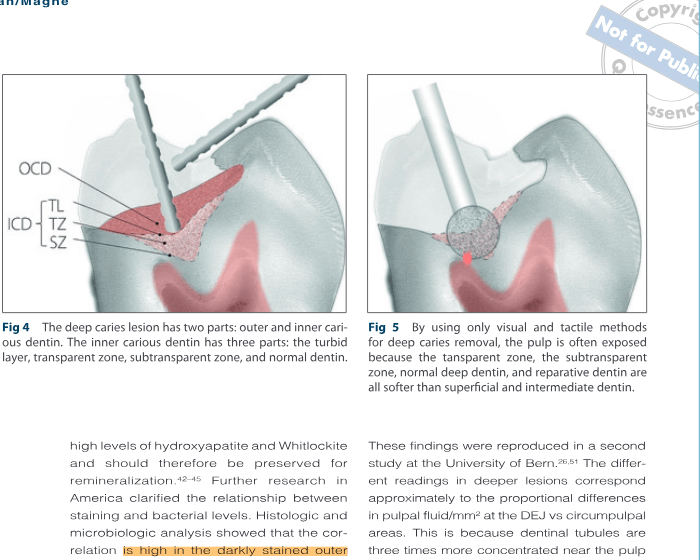 an/Magne
Copyrig
Not for Publi
essence
OCD
ICD
TL
TZ
SZ
Fig 4 The deep caries lesion has two parts: outer and inner cari-
ous dentin. The inner carious dentin has three parts: the turbid
layer, transparent zone, subtransparent zone, and normal dentin.
Fig 5 By using only visual and tactile methods
for deep caries removal, the pulp is often exposed
because the tansparent zone, the subtransparent
zone, normal deep dentin, and reparative dentin are
all softer than superficial and intermediate dentin.
high levels of hydroxyapatite and Whitlockite
and should therefore be preserved for
remineralization.42–45 Further research in
America clarified the relationship between
staining and bacterial levels. Histologic and
microbiologic analysis showed that the cor-
relation is high in the darkly stained outer
These findings were reproduced in a second
study at the University of Bern.26,51 The differ-
ent readings in deeper lesions correspond
approximately to the proportional differences
in pulpal fluid/mm² at the DEJ vs circumpulpal
areas. This is because dentinal tubules are
three times more concentrated near the pulp